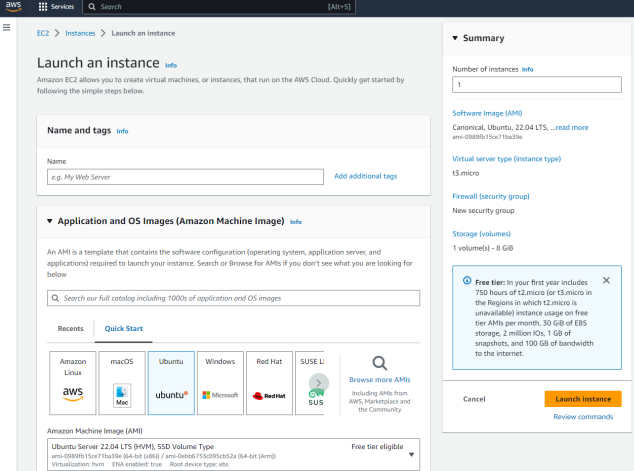 aws
Services
Search
[Alt+S]
EC2 > Instances > Launch an instance
Launch an instance Info
Amazon EC2 allows you to create virtual machines, or instances, that run on the AWS Cloud. Quickly get started by
following the simple steps below.
Name and tags Info
Name
e.g. My Web Server
Add additional tags
Application and OS Images (Amazon Machine Image) Info
An AMI is a template that contains the software configuration (operating system, application server, and
applications) required to launch your instance. Search or Browse for AMIs if you don't see what you are looking for
below
Search our full catalog including 1000s of application and OS images
Recents
Quick Start
Amazon
Linux
aws
macOS
Mac
Ubuntu
ubuntu®
Windows
Microsoft
Red Hat
Red Hat
SUSE Li
SUS
Browse more AMIs
Including AMIs from
AWS, Marketplace and
the Community
Amazon Machine Image (AMI)
Ubuntu Server 22.04 LTS (HVM), SSD Volume Type
Free tier eligible
ami-0989fb15ce71ba39e (64-bit (x86)) / ami-0ebb6753c095cb52a (64-bit (Arm))
Virtualization: hvm ENA enabled: true Root device type: ebs
Summary
Number of instances Info
1
Software Image (AMI)
Canonical, Ubuntu, 22.04 LTS, ...read more
ami-0989fb15ce71ba39e
Virtual server type (instance type)
t3.micro
Firewall (security group)
New security group
Storage (volumes)
1 volume(s) - 8 GiB
Free tier: In your first year includes
750 hours of t2.micro (or t3.micro in
the Regions in which t2.micro is
unavailable) instance usage on free
tier AMIs per month, 30 GiB of EBS
storage, 2 million IOs, 1 GB of
snapshots, and 100 GB of bandwidth
to the internet.
Cancel
Launch instance
Review commands